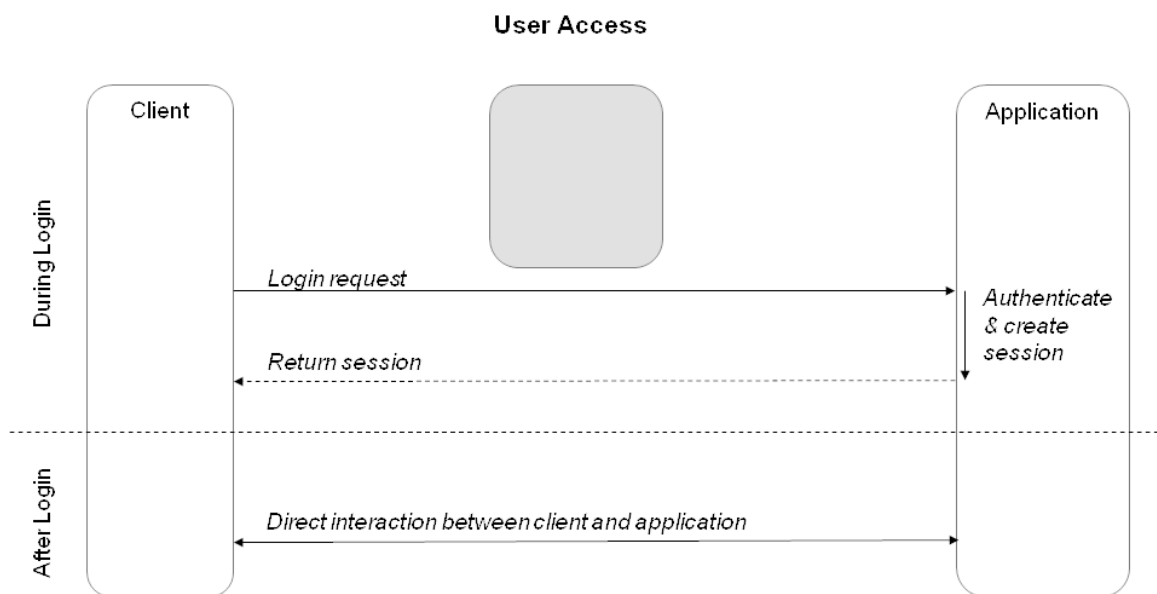 User Access
Client
Application
During Login
Login request
Authenticate
& create
session
Return session
After Login
Direct interaction between client and application